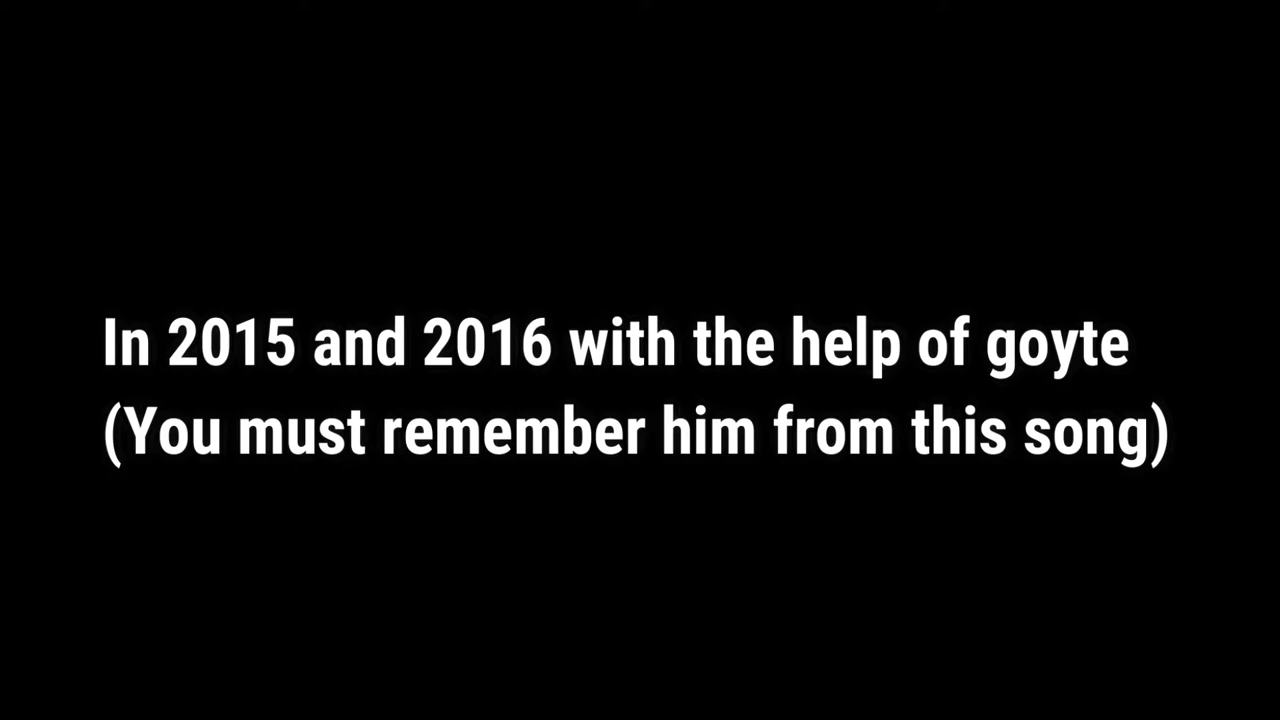 In 2015 and 2016 with the help of goyte
(You must remember him from this song)